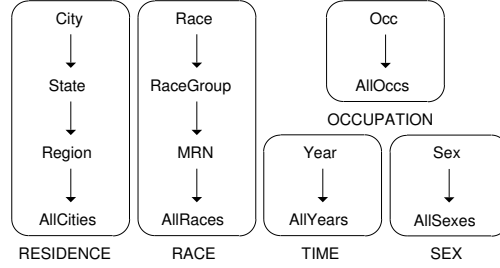 City
State
Region
AllCities
RESIDENCE
Race
RaceGroup
MRN
AllRaces
RACE
Occ
AllOccs
OCCUPATION
Year
AllYears
TIME
Sex
AllSexes
SEX